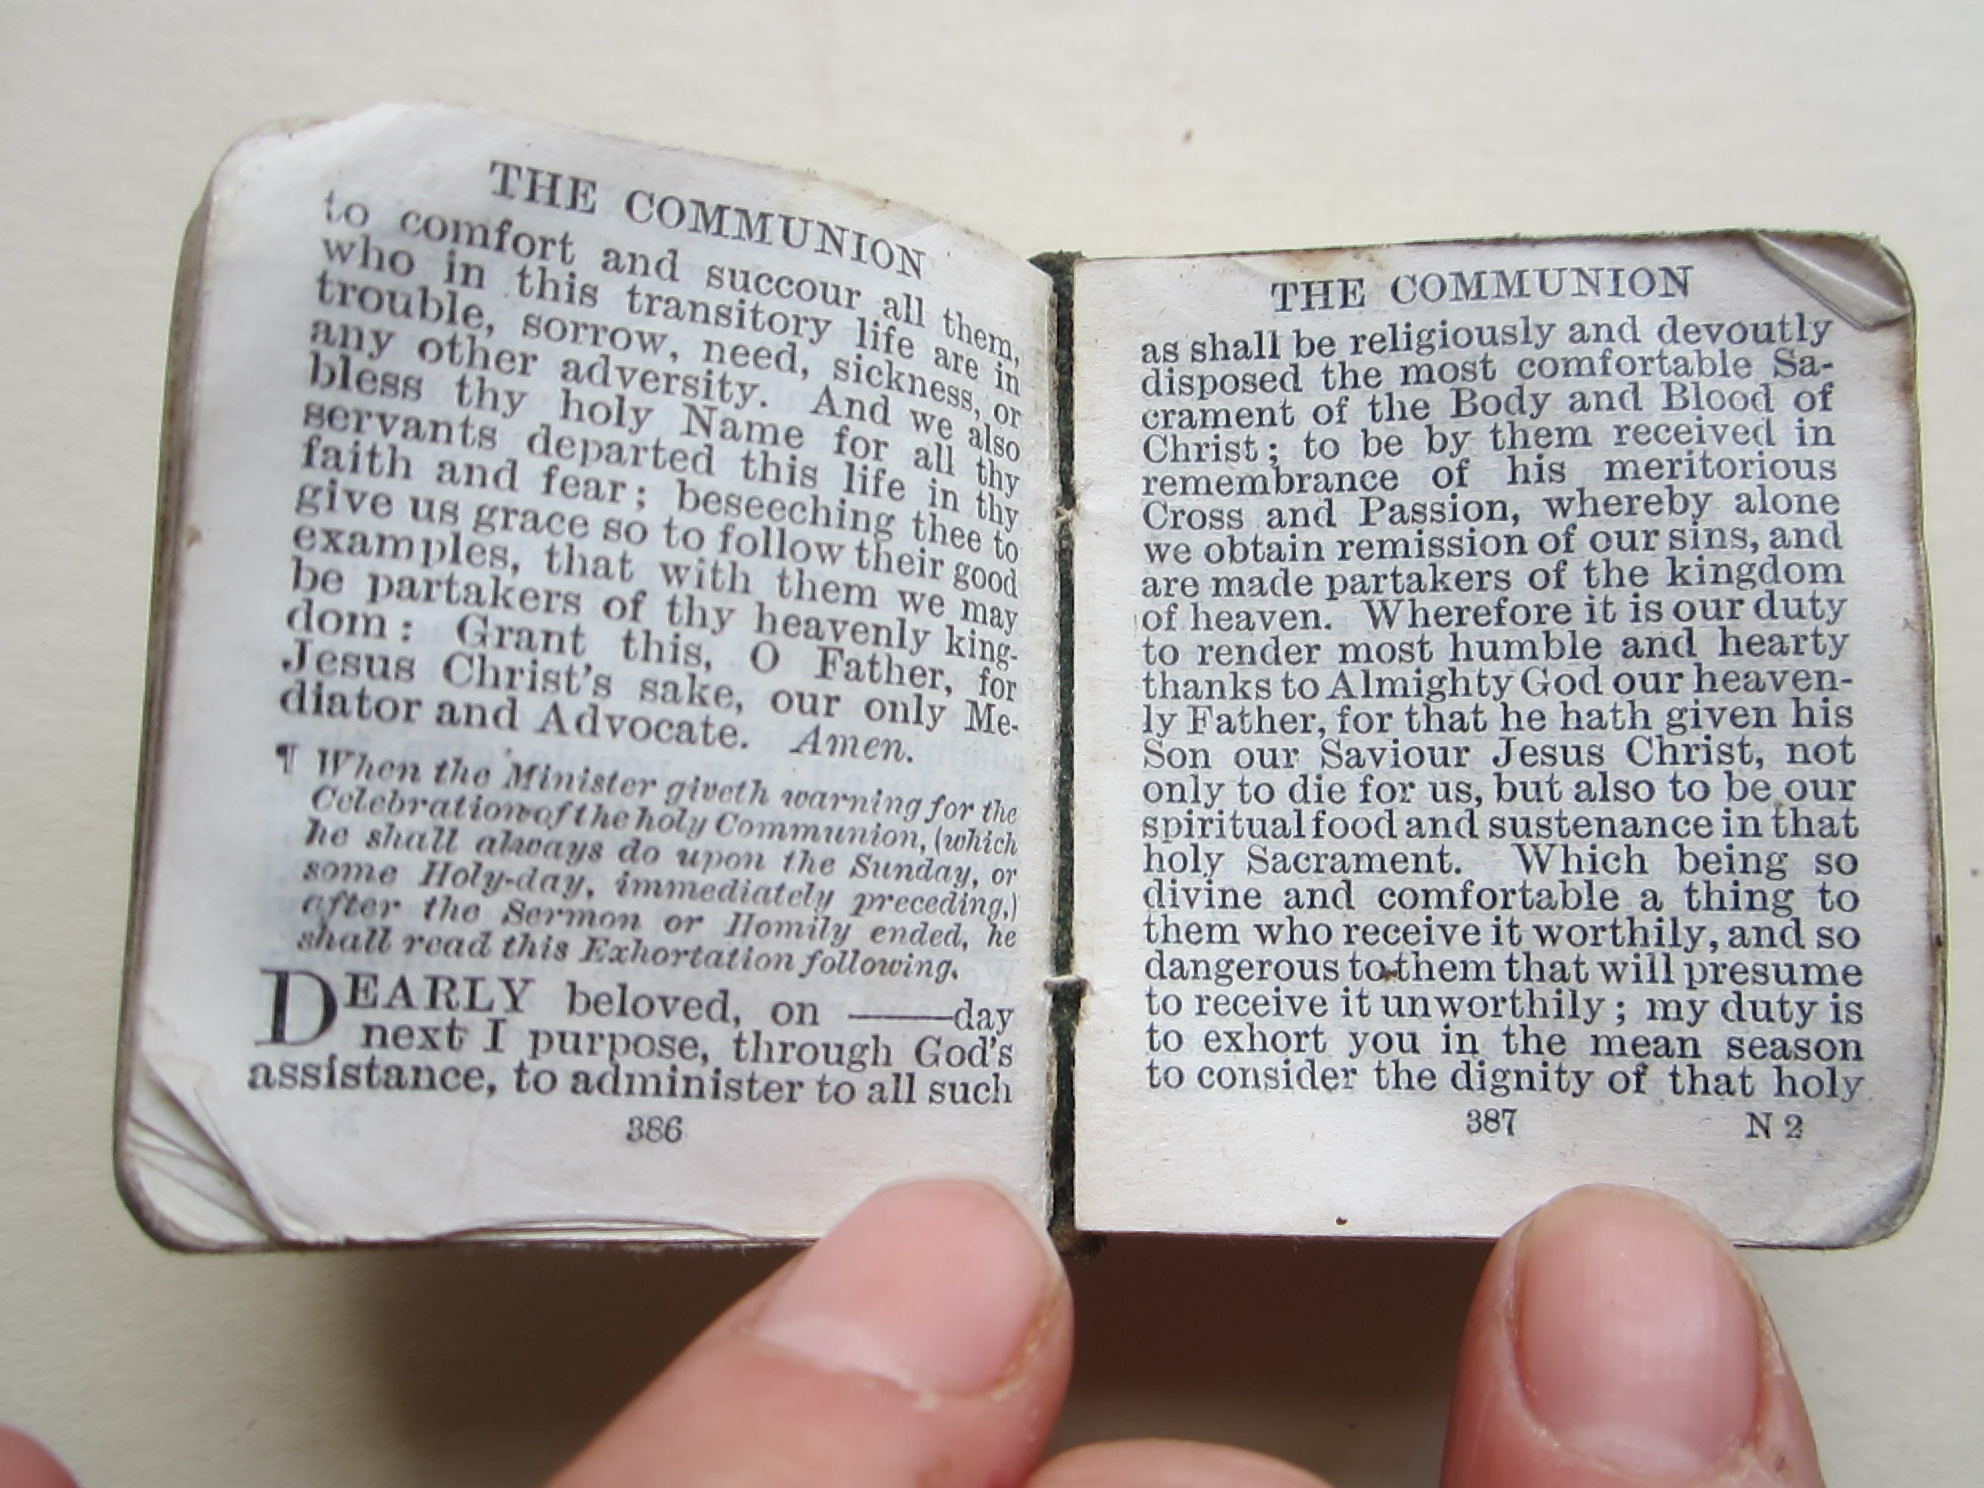 THE COMMUNION
to comfort and succour all them,
who in this transitory life are in
trouble, sorrow, need, sickness, or
any other adversity. And we also
bless thy holy Name for all thy
servants departed this life in thy
faith and fear; beseeching thee to
give us grace so to follow their good
examples, that with them we may
be partakers of thy heavenly king-
dom: Grant this, O Father, for
Jesus Christ's sake, our only Me-
diator and Advocate. Amen.
¶ When the Minister giveth warning for the
Celebration of the holy Communion, (which
he shall always do upon the Sunday, or
some Holy-day, immediately preceding,)
after the Sermon or Homily ended, he
shall read this Exhortation following.
DEARLY beloved, on ——day
next I purpose, through God's
assistance, to administer to all such
386
THE COMMUNION
as shall be religiously and devoutly
disposed the most comfortable Sa-
crament of the Body and Blood of
Christ; to be by them received in
remembrance of his meritorious
Cross and Passion, whereby alone
we obtain remission of our sins, and
are made partakers of the kingdom
of heaven. Wherefore it is our duty
to render most humble and hearty
thanks to Almighty God our heaven-
ly Father, for that he hath given his
Son our Saviour Jesus Christ, not
only to die for us, but also to be our
spiritual food and sustenance in that
holy Sacrament. Which being so
divine and comfortable a thing to
them who receive it worthily, and so
dangerous to them that will presume
to receive it unworthily; my duty is
to exhort you in the mean season
to consider the dignity of that holy
387 N 2